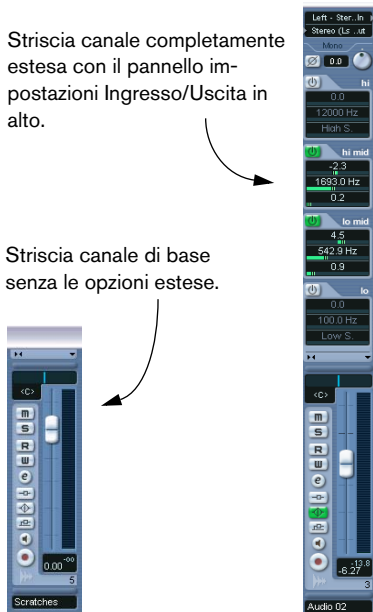 Striscia canale completamente
estesa con il pannello im-
postazioni Ingresso/Uscita in
alto.
Striscia canale di base
senza le opzioni estese.
<C>
m
S
R
W
e
-oo
0.00
5
Scratches
Left - Ster..In
Stereo (Ls ..ut
Mono
0.0
hi
0.0
12000 Hz
High S.
hi mid
-2.3
1693.0 Hz
0.2
lo mid
4.5
542.9 Hz
0.9
lo
0.0
100.0 Hz
Low S.
<C>
m
S
R
W
e
-13.8
-6.27
3
Audio 02